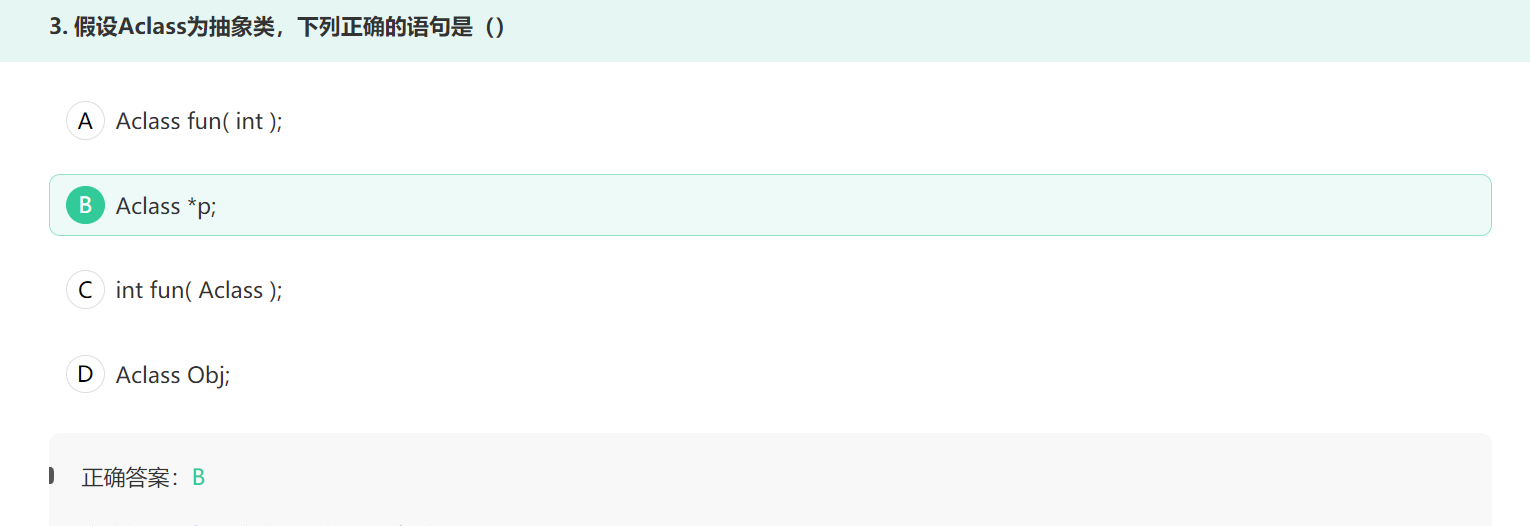 3. 假设Aclass为抽象类，下列正确的语句是（）
A Aclass fun( int );
B Aclass *p;
C int fun( Aclass );
D Aclass Obj;
正确答案：B